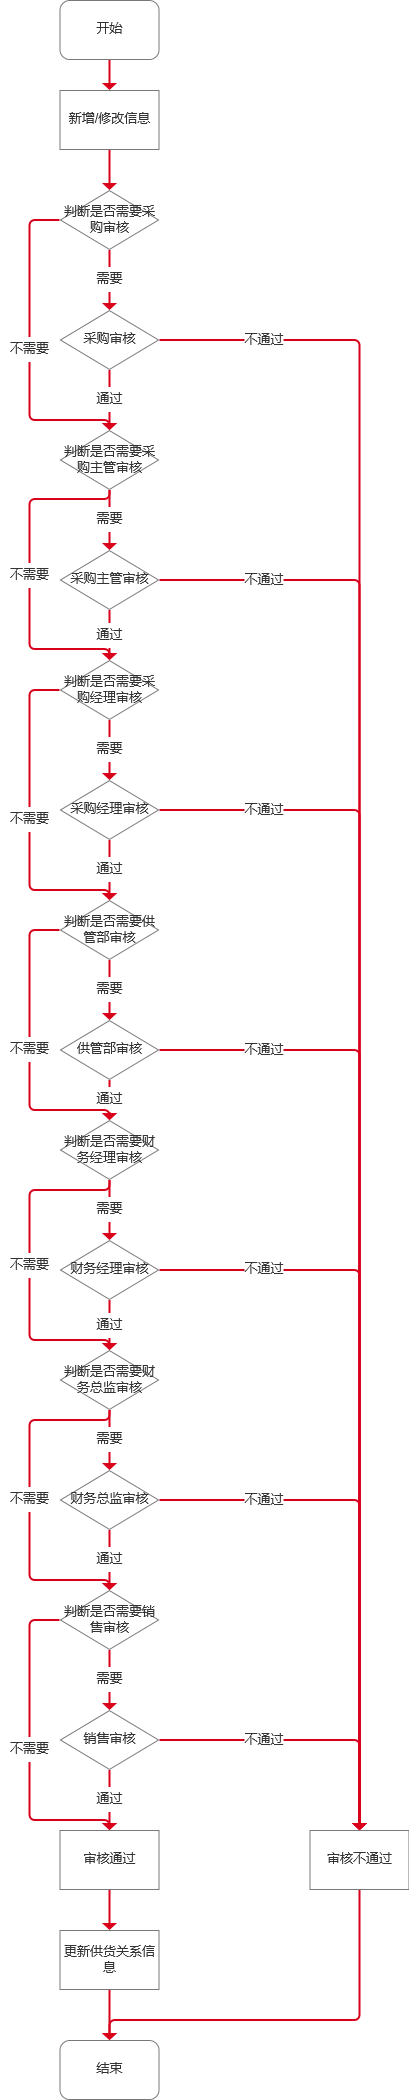 开始
新增/修改信息
判断是否需要采
购审核
需要
采购审核
不通过
不需要
通过
判断是否需要采
购主管审核
需要
不需要
采购主管审核
不通过
通过
判断是否需要采
购经理审核
需要
采购经理审核
不通过
不需要
通过
判断是否需要供
管部审核
需要
供管部审核
不通过
不需要
通过
判断是否需要财
务经理审核
需要
不需要
财务经理审核
不通过
通过
判断是否需要财
务总监审核
需要
不需要
财务总监审核
不通过
通过
判断是否需要销
售审核
需要
销售审核
不通过
不需要
通过
审核通过
审核不通过
更新供货关系信
息
结束